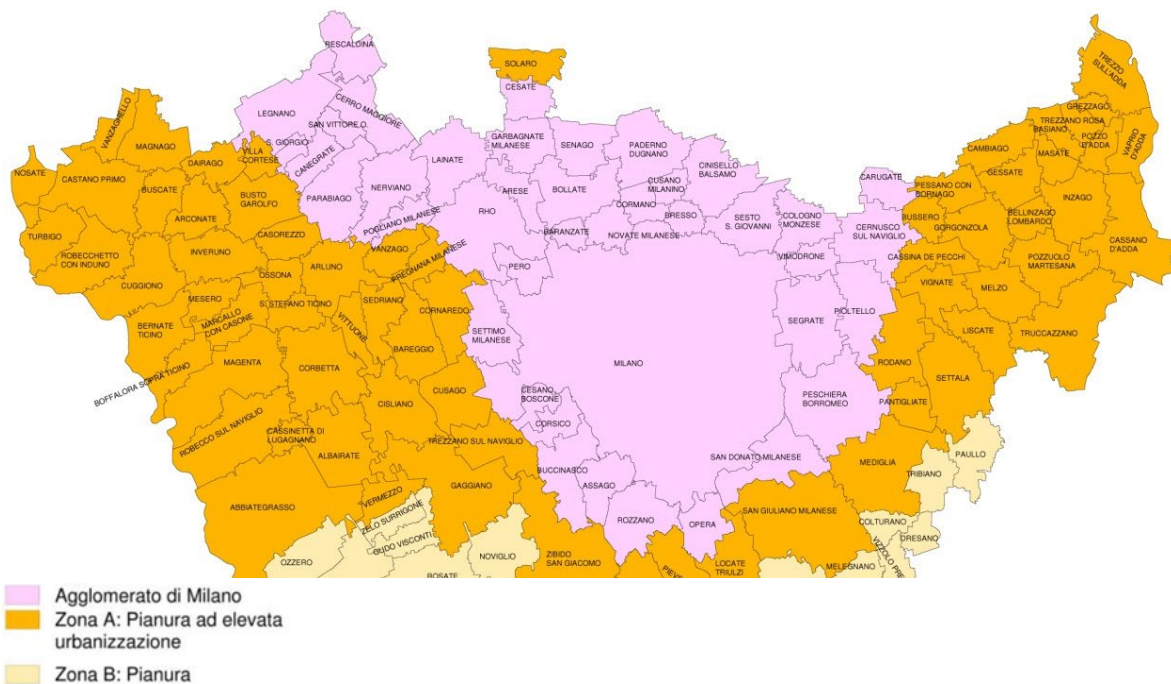 RESCALDINA
SOLARO
TREZZO
SULL'ADDA
CESATE
LEGNANO
CERRO MAGGIORE
SAN VITTORE O.
VANZAGHELLO
MAGNAGO
DAIRAGO
VILLA
CORTESE
S. GIORGIO
CANEGRATE
GARBAGNATE
MILANESE
SENAGO
PADERNO
DUGNANO
LAINATE
CINISELLO
BALSAMO
GREZZAGO
TREZZANO ROSA
BASIANO
POZZO
D'ADDA
VAPRIO
D'ADDA
CAMBIAGO
MASATE
GESSATE
NOSATE
CASTANO PRIMO
BUSCATE
BUSTO
GAROLFO
PARABIAGO
NERVIANO
ARESE
BOLLATE
CUSANO
MILANINO
CARUGATE
PESSANO CON
BORNAGO
INZAGO
ARCONATE
POGLIANO MILANESE
RHO
CORMANO
BRESSO
SESTO
S. GIOVANNI
COLOGNO
MONZESE
CERNUSCO
SUL NAVIGLIO
BUSSERO
GORGONZOLA
BELLINZAGO
LOMBARDO
TURBIGO
CASOREZZO
BARANZATE
NOVATE MILANESE
CASSANO
D'ADDA
ROBECCHETTO
CON INDUNO
INVERUNO
VANZAGO
PREGNANA MILANESE
VIMODRONE
CASSINA DE PECCHI
POZZUOLO
MARTESANA
CUGGIONO
OSSONA
ARLUNO
PERO
VIGNATE
MELZO
MESERO
S. STEFANO TICINO
SEDRIANO
CORNAREDO
SEGRATE
PIOLTELLO
BERNATE
TICINO
MARCALLO
CON CASONE
VITTUONE
SETTIMO
MILANESE
LISCATE
TRUCCAZZANO
BAREGGIO
BOFFALORA SOPRA TICINO
MAGENTA
CORBETTA
MILANO
RODANO
SETTALA
CUSAGO
CESANO
BOSCONE
PESCHIERA
BORROMEO
PANTIGLIATE
CISLIANO
ROBECCO SUL NAVIGLIO
CASSINETTA DI
LUGAGNANO
CORSICO
TREZZANO SUL NAVIGLIO
ALBAIRATE
SAN DONATO MILANESE
MEDIGLIA
PAULLO
TRIBIANO
BUCCINASCO
ASSAGO
GAGGIANO
VERMEZZO
ABBIATEGRASSO
ROZZANO
OPERA
SAN GIULIANO MILANESE
ZELO SURRIGONE
COLTURANO
DRESANO
GUDO VISCONTI
OZZERO
NOVIGLIO
ZIBIDO
SAN GIACOMO
LOCATE
TRIULZI
MELEGNANO
VIZZOLO PRE
ROSATE
PIEVE
Agglomerato di Milano
Zona A: Pianura ad elevata
urbanizzazione
Zona B: Pianura